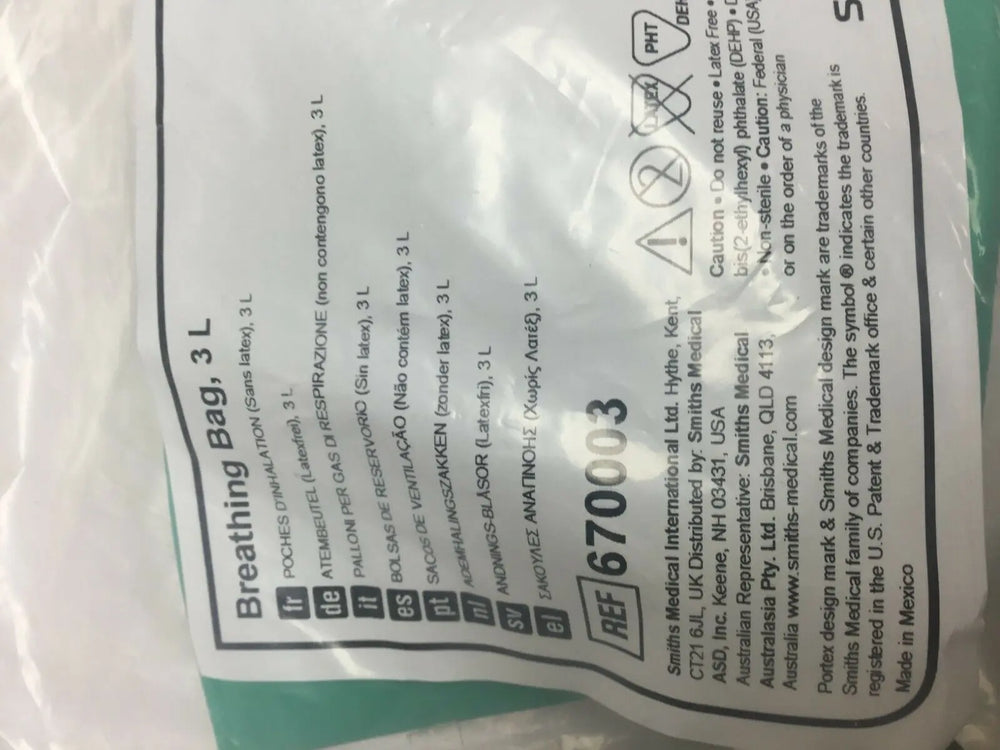 Breathing Bag, 3 L
fr POCHES D'INHALATION (Sans latex), 3 L
de ATEMBEUTEL (Latexfrei), 3 L
it PALLONI PER GAS DI RESPIRAZIONE (non contengono latex), 3 L
es BOLSAS DE RESERVORIO (Sin latex), 3 L
pt SACOS DE VENTILAÇÃO (Não contém latex), 3 L
nl ADEMHALINGSZAKKEN (zonder latex), 3 L
sv ANDNINGS-BLÅSOR (Latexfri), 3 L
el ΣΑΚΟΥΛΕΣ ΑΝΑΠΝΟΗΣ (Χωρίς Λατέξ), 3 L
REF 670003
Smiths Medical International Ltd. Hythe, Kent,
CT21 6JL, UK Distributed by: Smiths Medical
ASD, Inc. Keene, NH 03431, USA
Australian Representative: Smiths Medical
Australasia Pty. Ltd. Brisbane, QLD 4113,
Australia www.smiths-medical.com
2 LATEX PHT
DEH
Caution • Do not reuse • Latex Free •
bis(2-ethylhexyl) phthalate (DEHP) •
• Non-sterile • Caution: Federal (USA)
or on the order of a physician
Portex design mark & Smiths Medical design mark are trademarks of the
Smiths Medical family of companies. The symbol ® indicates the trademark is
registered in the U.S. Patent & Trademark office & certain other countries.
Made in Mexico
S